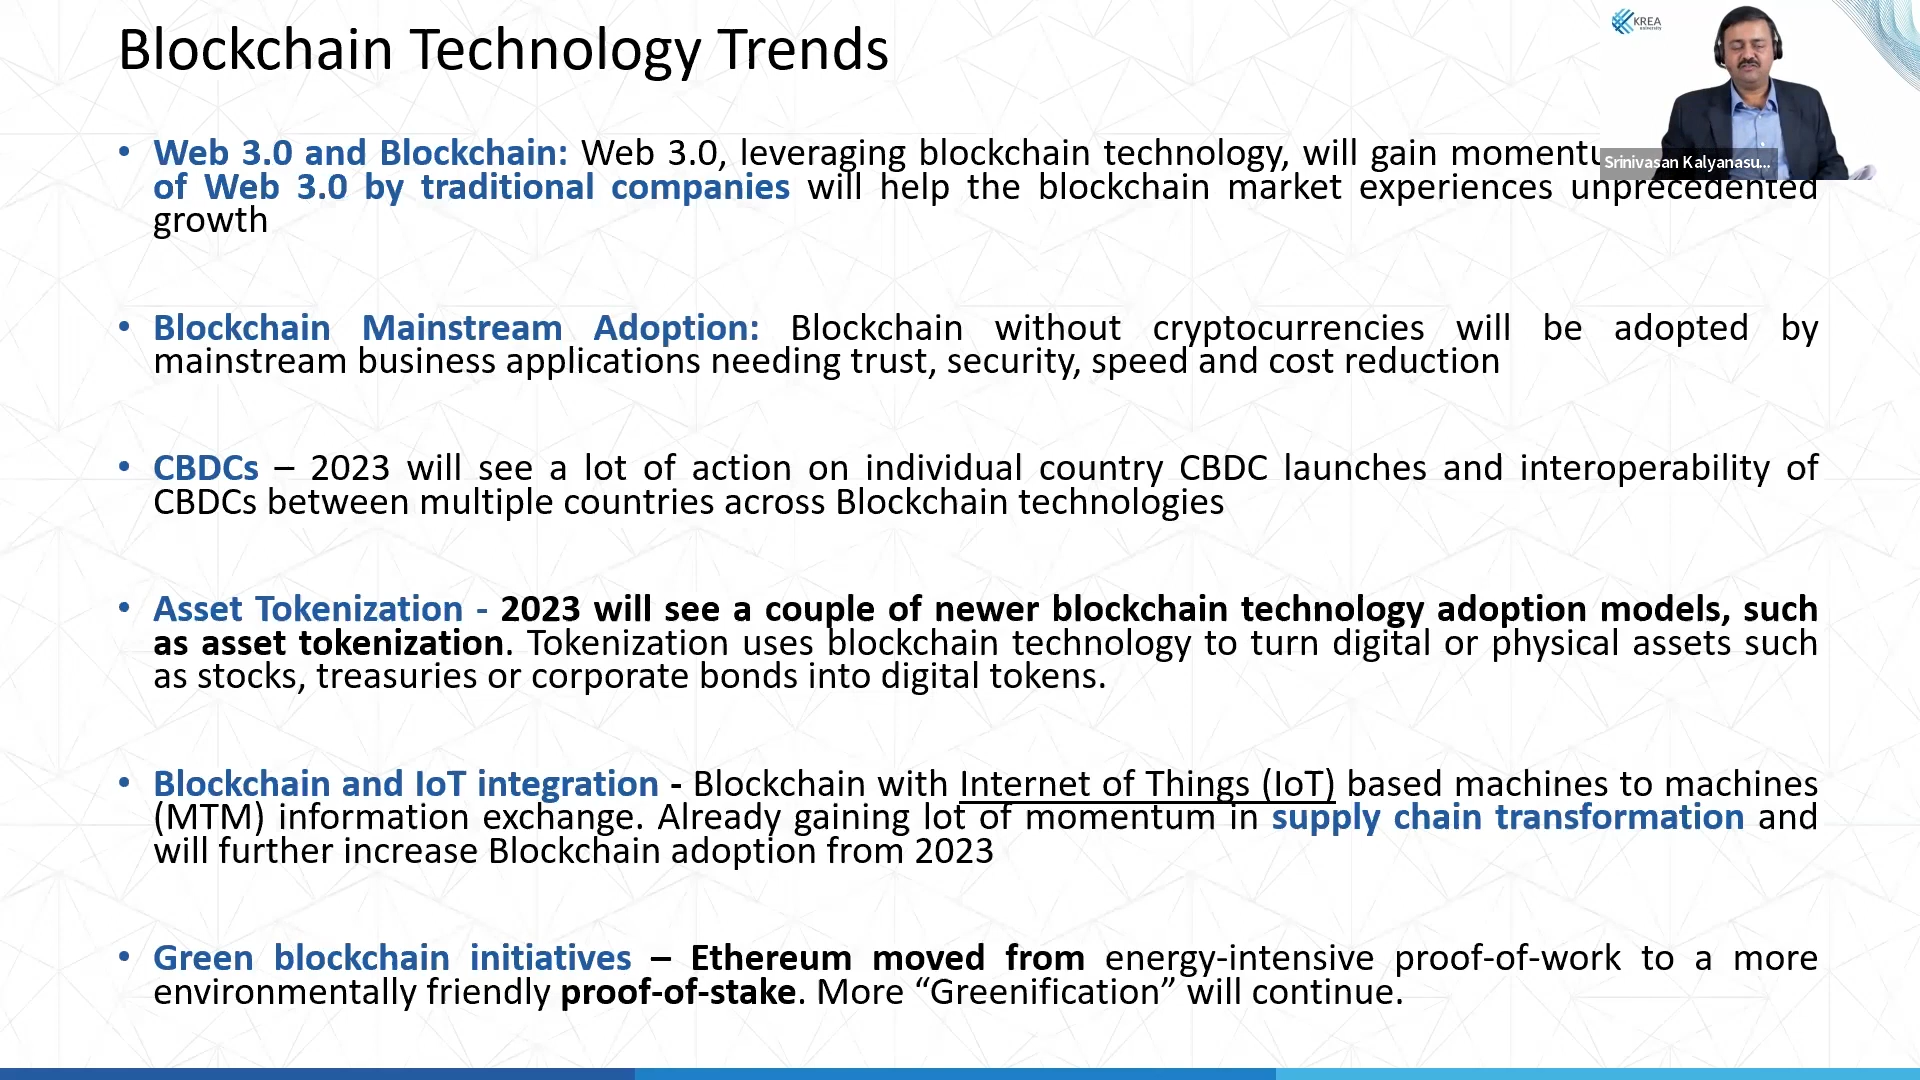 Blockchain Technology Trends
KREA
UNIVERSITY
Srinivasan Kalyanasu...
• Web 3.0 and Blockchain: Web 3.0, leveraging blockchain technology, will gain
of Web 3.0 by traditional companies will help the blockchain market experiences unprecedented
growth
• Blockchain Mainstream Adoption: Blockchain without cryptocurrencies will be adopted by
mainstream business applications needing trust, security, speed and cost reduction
• CBDCs – 2023 will see a lot of action on individual country CBDC launches and interoperability of
CBDCs between multiple countries across Blockchain technologies
• Asset Tokenization - 2023 will see a couple of newer blockchain technology adoption models, such
as asset tokenization. Tokenization uses blockchain technology to turn digital or physical assets such
as stocks, treasuries or corporate bonds into digital tokens.
• Blockchain and IoT integration - Blockchain with Internet of Things (IoT) based machines to machines
(MTM) information exchange. Already gaining lot of momentum in supply chain transformation and
will further increase Blockchain adoption from 2023
• Green blockchain initiatives – Ethereum moved from energy-intensive proof-of-work to a more
environmentally friendly proof-of-stake. More “Greenification” will continue.